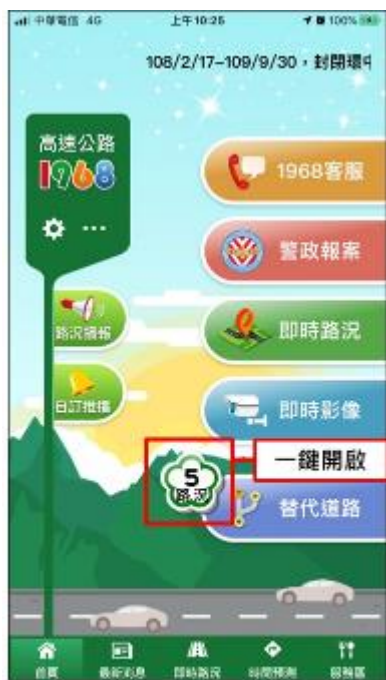 中華電信 4G 上午10:25 100%
108/2/17–109/9/30，封閉環中
高速公路
1968
1968客服
警政報案
即時路況
路況播報
即時影像
自訂推播
一鍵開啟
5
路況
替代道路
首頁 最新消息 即時路況 時間預測 服務區